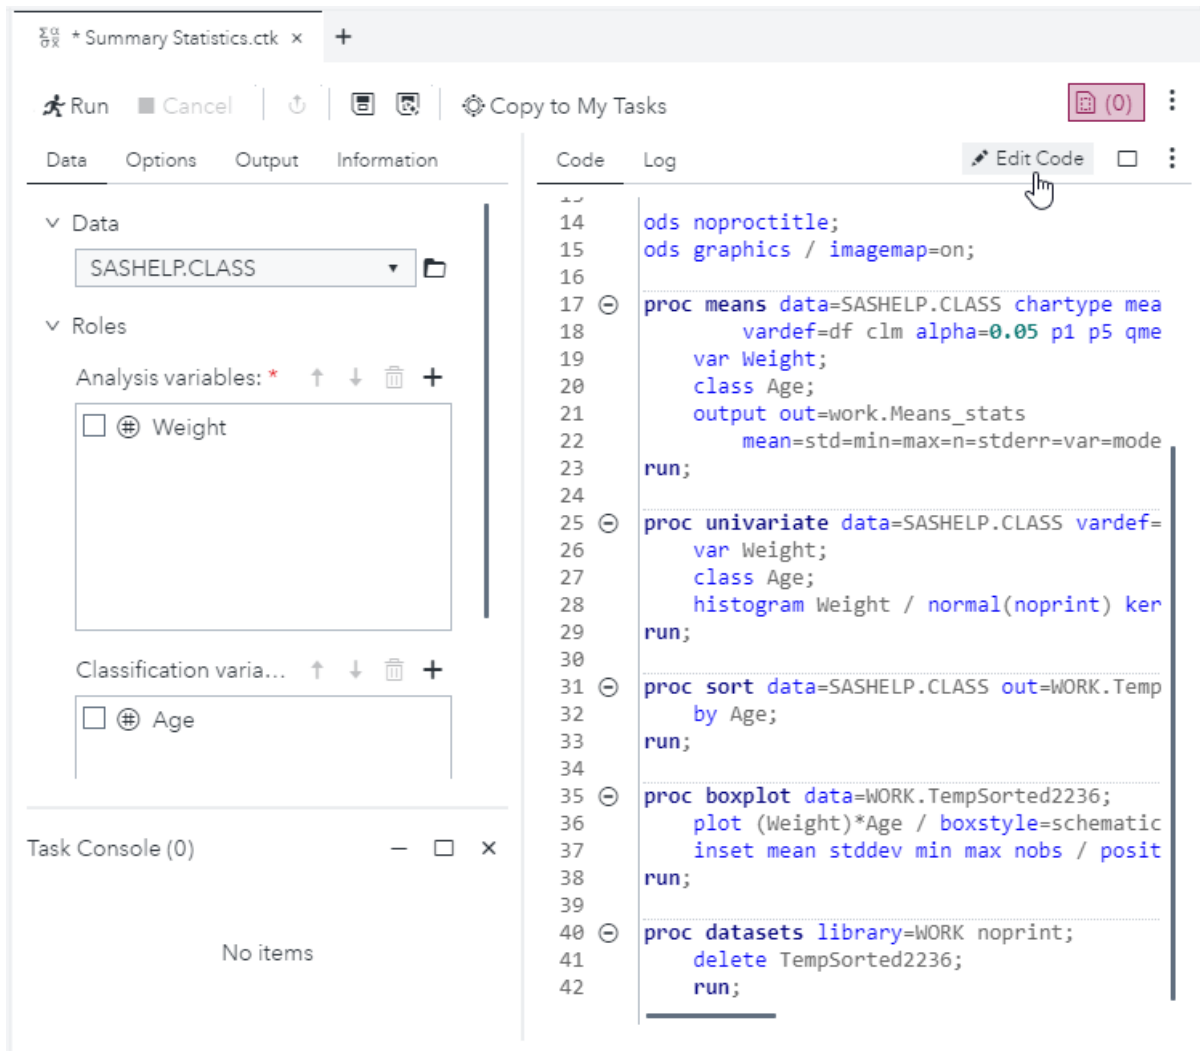 * Summary Statistics.ctk × +
Run Cancel Copy to My Tasks (0)
Data Options Output Information
Data
SASHELP.CLASS
Roles
Analysis variables: *
Weight
Classification varia...
Age
Task Console (0)
No items
Code Log Edit Code
14 ods noproctitle;
15 ods graphics / imagemap=on;
16
17 proc means data=SASHELP.CLASS chartype mea
18 vardef=df clm alpha=0.05 p1 p5 qme
19 var Weight;
20 class Age;
21 output out=work.Means_stats
22 mean=std=min=max=n=stderr=var=mode
23 run;
24
25 proc univariate data=SASHELP.CLASS vardef=
26 var Weight;
27 class Age;
28 histogram Weight / normal(noprint) ker
29 run;
30
31 proc sort data=SASHELP.CLASS out=WORK.Temp
32 by Age;
33 run;
34
35 proc boxplot data=WORK.TempSorted2236;
36 plot (Weight)*Age / boxstyle=schematic
37 inset mean stddev min max nobs / posit
38 run;
39
40 proc datasets library=WORK noprint;
41 delete TempSorted2236;
42 run;